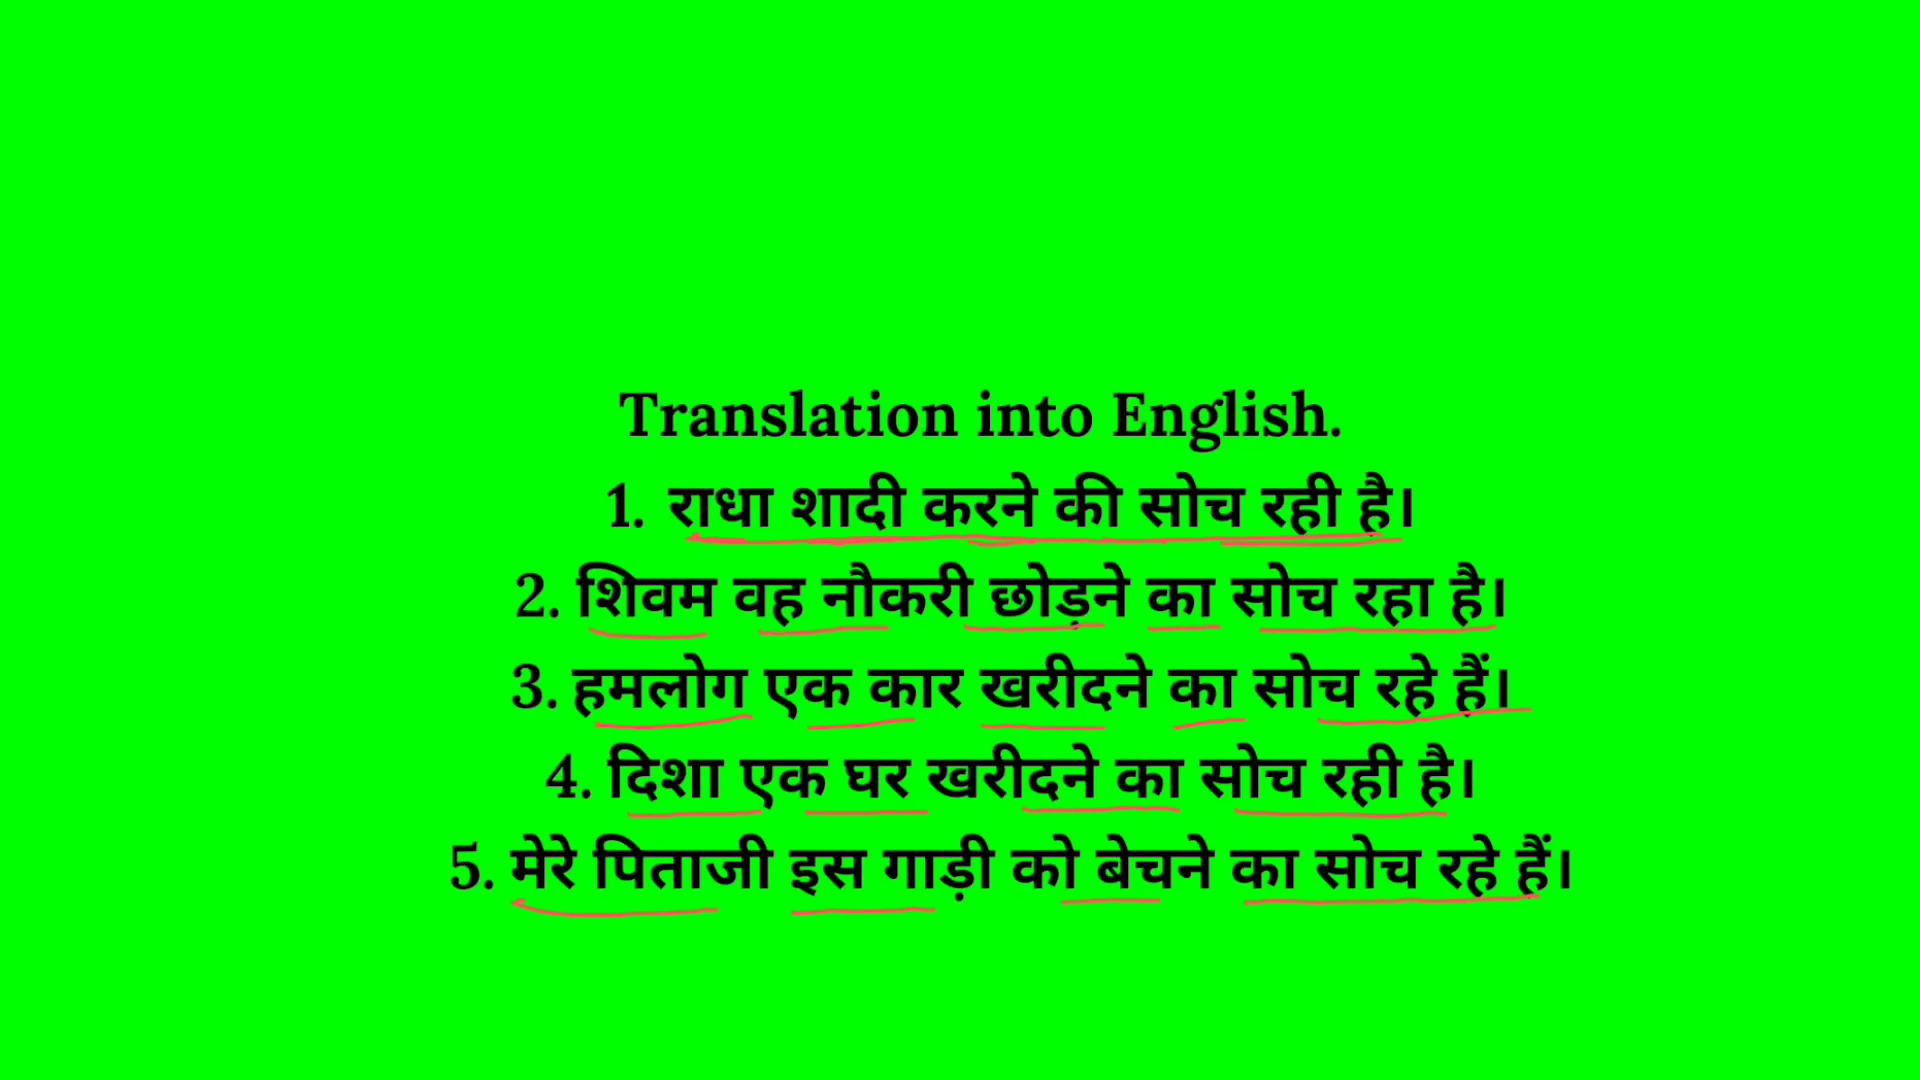 Translation into English.
1. राधा शादी करने की सोच रही है।
2. शिवम वह नौकरी छोड़ने का सोच रहा है।
3. हमलोग एक कार खरीदने का सोच रहे हैं।
4. दिशा एक घर खरीदने का सोच रही है।
5. मेरे पिताजी इस गाड़ी को बेचने का सोच रहे हैं।